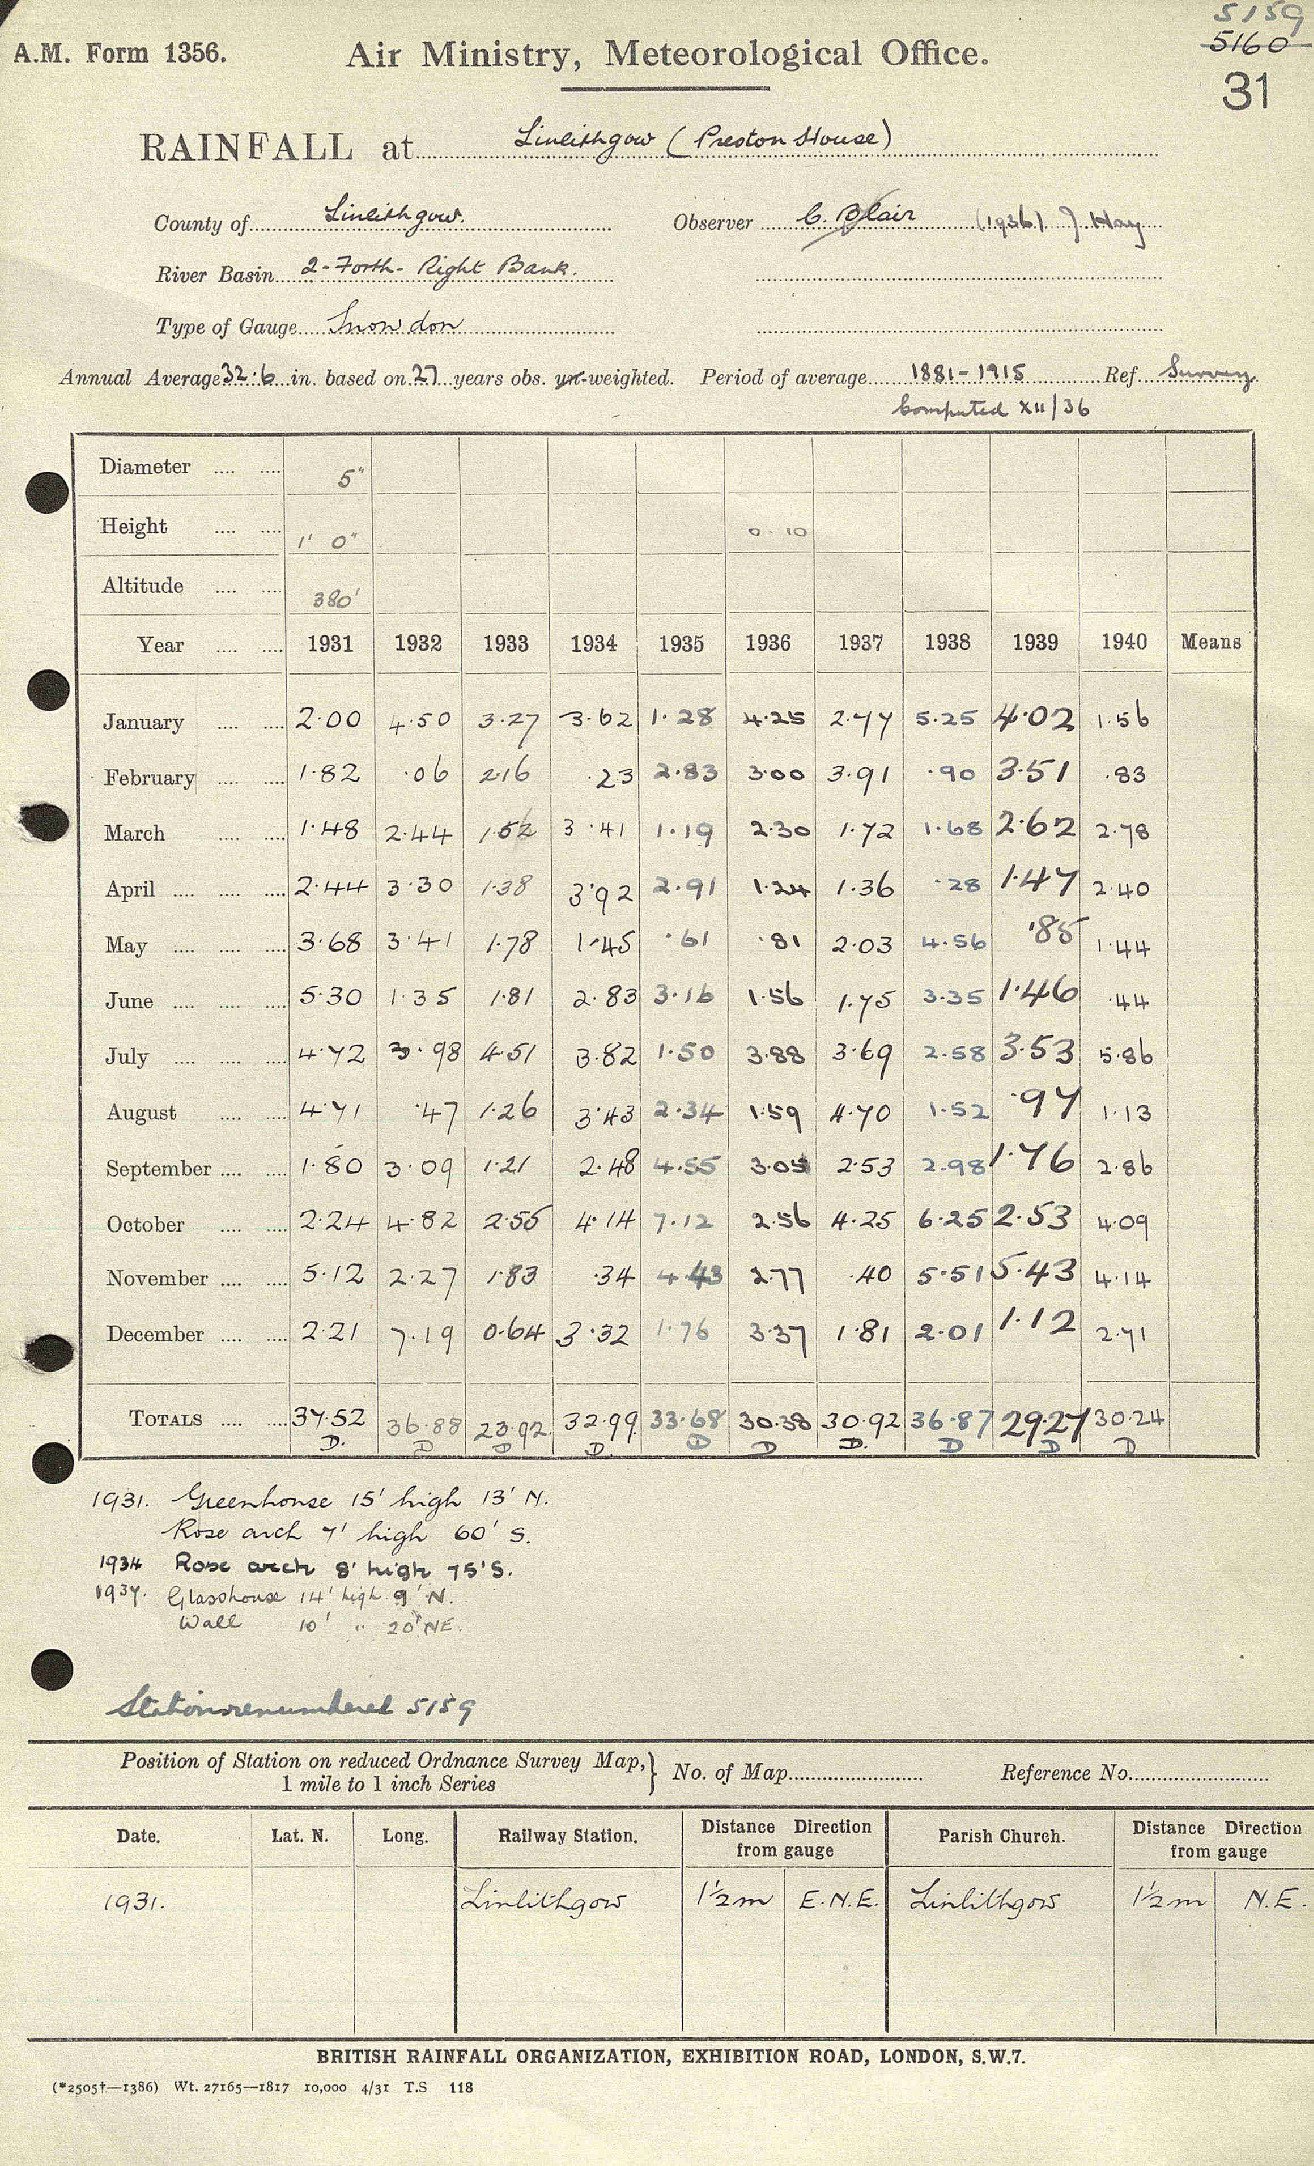 5159
5160
A.M. Form 1356. Air Ministry, Meteorological Office.
31
RAINFALL at Linlithgow (Preston House)
County of Linlithgow. Observer C. Blair (1936) J. Hay
River Basin 2-Forth-Right Bank.
Type of Gauge Snowdon
Annual Average 32.6 in. based on 27 years obs. un-weighted. Period of average 1881-1915 Ref. Survey
Computed XII/36
Diameter 5"
Height 1' 0" 0.10
Altitude 380'
Year 1931 1932 1933 1934 1935 1936 1937 1938 1939 1940 Means
January 2.00 4.50 3.27 3.62 1.28 4.25 2.77 5.25 4.02 1.56
February 1.82 .06 2.16 .23 2.83 3.00 3.91 .90 3.51 .83
March 1.48 2.44 1.52 3.41 1.19 2.30 1.72 1.68 2.62 2.78
April 2.44 3.30 1.38 3.92 2.91 1.24 1.36 .28 1.47 2.40
May 3.68 3.41 1.78 1.45 .61 .81 2.03 4.56 .85 1.44
June 5.30 1.35 1.81 2.83 3.16 1.56 1.75 3.35 1.46 .44
July 4.72 3.98 4.51 3.82 1.50 3.88 3.69 2.58 3.53 5.86
August 4.71 .47 1.26 3.43 2.34 1.59 4.70 1.52 .97 1.13
September 1.80 3.09 1.21 2.48 4.55 3.05 2.53 2.98 1.76 2.86
October 2.24 4.82 2.55 4.14 7.12 2.56 4.25 6.25 2.53 4.09
November 5.12 2.27 1.83 .34 4.43 2.77 .40 5.51 5.43 4.14
December 2.21 7.19 0.64 3.32 1.76 3.37 1.81 2.01 1.12 2.71
TOTALS 37.52 36.88 23.92 32.99 33.68 30.38 30.92 36.87 29.27 30.24
D. D D D. D D D. D D D
1931. Greenhouse 15' high 13' N.
Rose arch 7' high 60' S.
1934 Rose arch 8' high 75' S.
1937. Glasshouse 14' high 9' N.
Wall 10' " 20' NE.
Station renumbered 5159
Position of Station on reduced Ordnance Survey Map, 1 mile to 1 inch Series } No. of Map Reference No.
Date. Lat. N. Long. Railway Station. Distance Direction from gauge Parish Church. Distance Direction from gauge
1931. Linlithgow 1½m E.N.E. Linlithgow 1½m N.E.
BRITISH RAINFALL ORGANIZATION, EXHIBITION ROAD, LONDON, S.W.7.
(*2505†—1386) Wt. 27165—1817 10,000 4/31 T.S 118